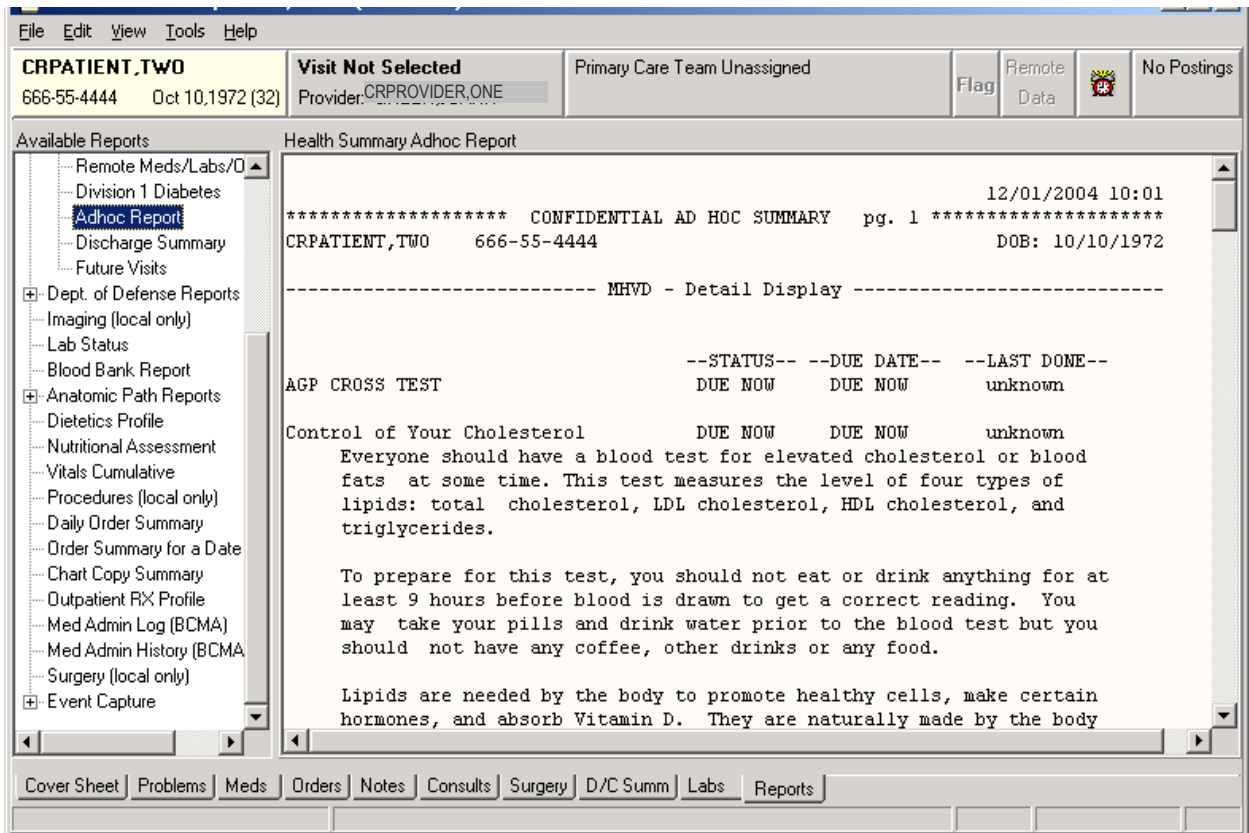 File Edit View Tools Help
CRPATIENT,TWO
666-55-4444 Oct 10,1972 (32)
Visit Not Selected
Provider: CRPROVIDER,ONE
Primary Care Team Unassigned
Flag
Remote
Data
No Postings
Available Reports
Remote Meds/Labs/O
Division 1 Diabetes
Adhoc Report
Discharge Summary
Future Visits
Dept. of Defense Reports
Imaging (local only)
Lab Status
Blood Bank Report
Anatomic Path Reports
Dietetics Profile
Nutritional Assessment
Vitals Cumulative
Procedures (local only)
Daily Order Summary
Order Summary for a Date
Chart Copy Summary
Outpatient RX Profile
Med Admin Log (BCMA)
Med Admin History (BCMA
Surgery (local only)
Event Capture
Health Summary Adhoc Report
12/01/2004 10:01
******************** CONFIDENTIAL AD HOC SUMMARY pg. 1 *********************
CRPATIENT,TWO 666-55-4444 DOB: 10/10/1972
---------------------------- MHVD - Detail Display ----------------------------
--STATUS-- --DUE DATE-- --LAST DONE--
AGP CROSS TEST DUE NOW DUE NOW unknown
Control of Your Cholesterol DUE NOW DUE NOW unknown
Everyone should have a blood test for elevated cholesterol or blood
fats at some time. This test measures the level of four types of
lipids: total cholesterol, LDL cholesterol, HDL cholesterol, and
triglycerides.
To prepare for this test, you should not eat or drink anything for at
least 9 hours before blood is drawn to get a correct reading. You
may take your pills and drink water prior to the blood test but you
should not have any coffee, other drinks or any food.
Lipids are needed by the body to promote healthy cells, make certain
hormones, and absorb Vitamin D. They are naturally made by the body
Cover Sheet Problems Meds Orders Notes Consults Surgery D/C Summ Labs Reports